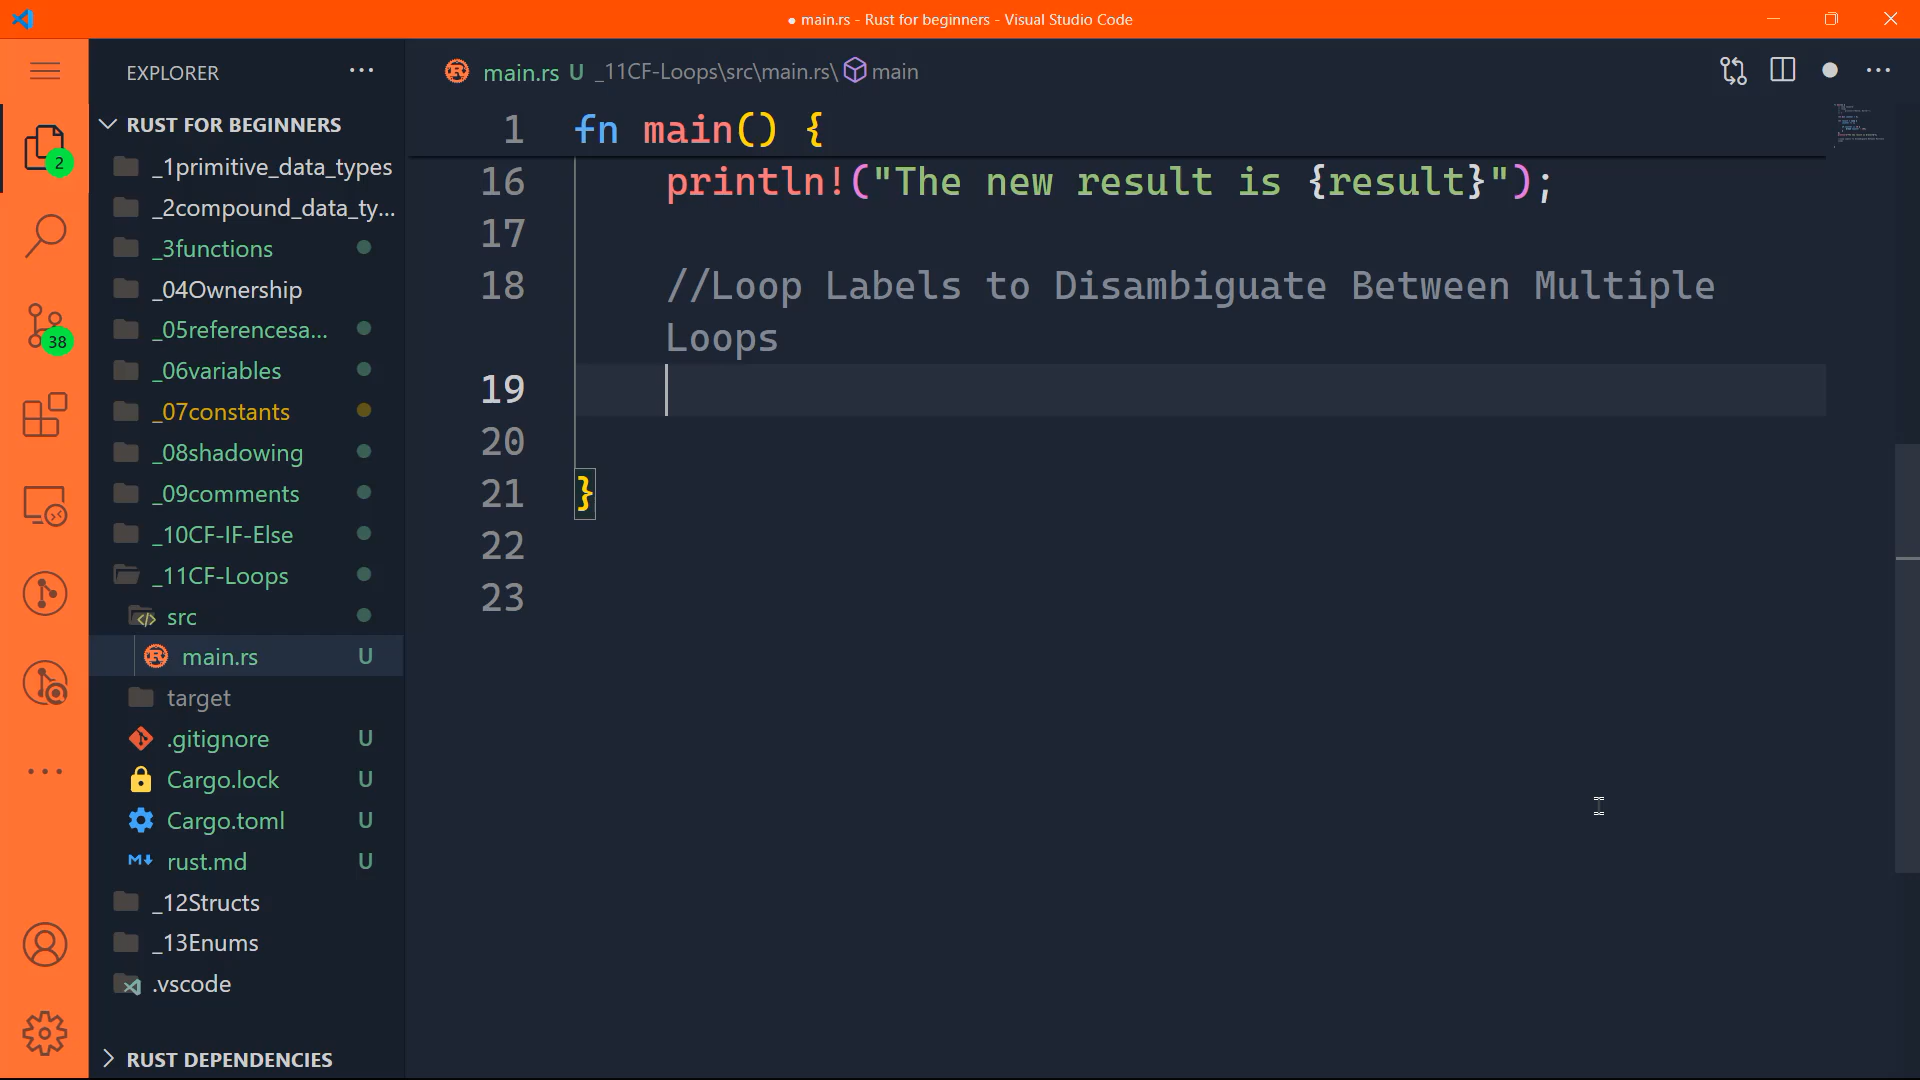 ● main.rs - Rust for beginners - Visual Studio Code
EXPLORER
RUST FOR BEGINNERS
_1primitive_data_types
_2compound_data_ty...
_3functions
_04Ownership
_05referencesa...
_06variables
_07constants
_08shadowing
_09comments
_10CF-IF-Else
_11CF-Loops
src
main.rs U
target
.gitignore U
Cargo.lock U
Cargo.toml U
rust.md U
_12Structs
_13Enums
.vscode
RUST DEPENDENCIES
2
38
main.rs U _11CF-Loops\src\main.rs\ main
1 fn main() {
16 println!("The new result is {result}");
17
18 //Loop Labels to Disambiguate Between Multiple
Loops
19
20
21 }
22
23